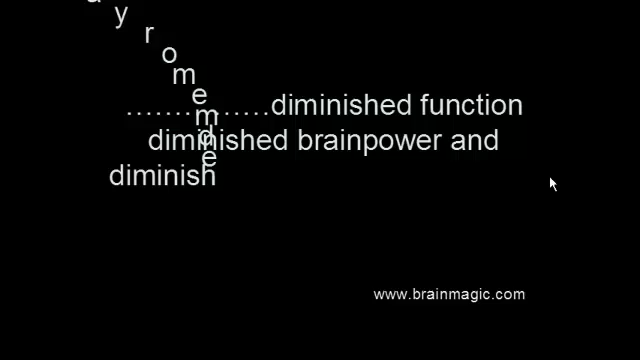 y
r
o
m
e
m
d
e
……………diminished function
diminished brainpower and
diminish
www.brainmagic.com